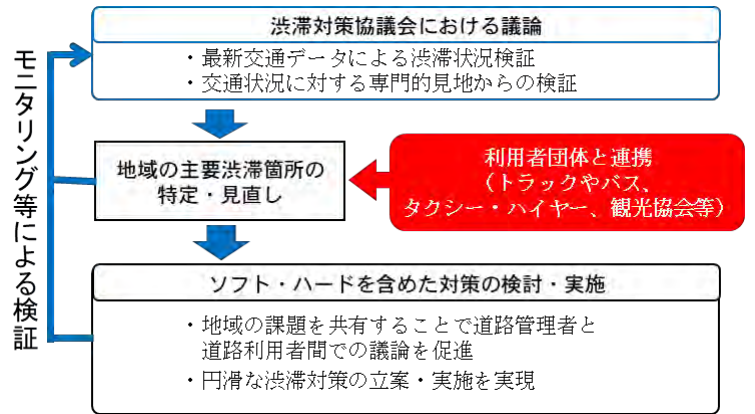 渋滞対策協議会における議論
・最新交通データによる渋滞状況検証
・交通状況に対する専門的見地からの検証
モニタリング等による検証
地域の主要渋滞箇所の
特定・見直し
利用者団体と連携
（トラックやバス、
タクシー・ハイヤー、観光協会等）
ソフト・ハードを含めた対策の検討・実施
・地域の課題を共有することで道路管理者と
道路利用者間での議論を促進
・円滑な渋滞対策の立案・実施を実現